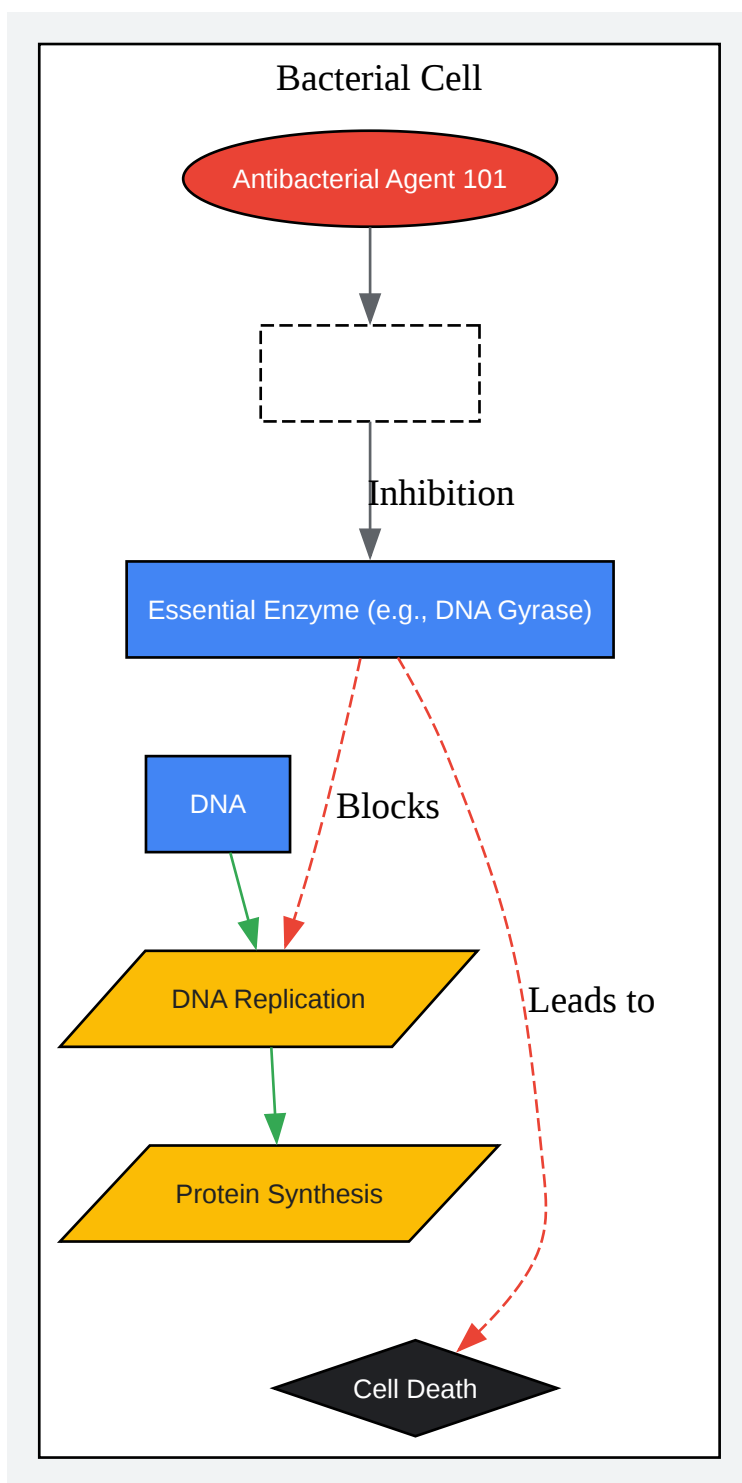 Bacterial Cell
Antibacterial Agent 101
Inhibition
Essential Enzyme (e.g., DNA Gyrase)
DNA
Blocks
DNA Replication
Leads to
Protein Synthesis
Cell Death